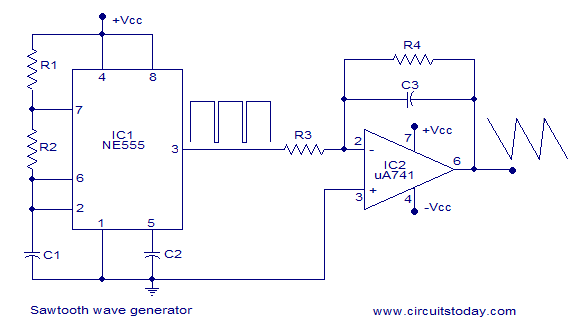 +Vcc
R1
4
8
7
IC1
NE555
R2
3
6
2
1
5
C1
C2
R3
R4
C3
2
-
7
+Vcc
IC2
uA741
6
+
3
4
-Vcc
Sawtooth wave generator
www.circuitstoday.com